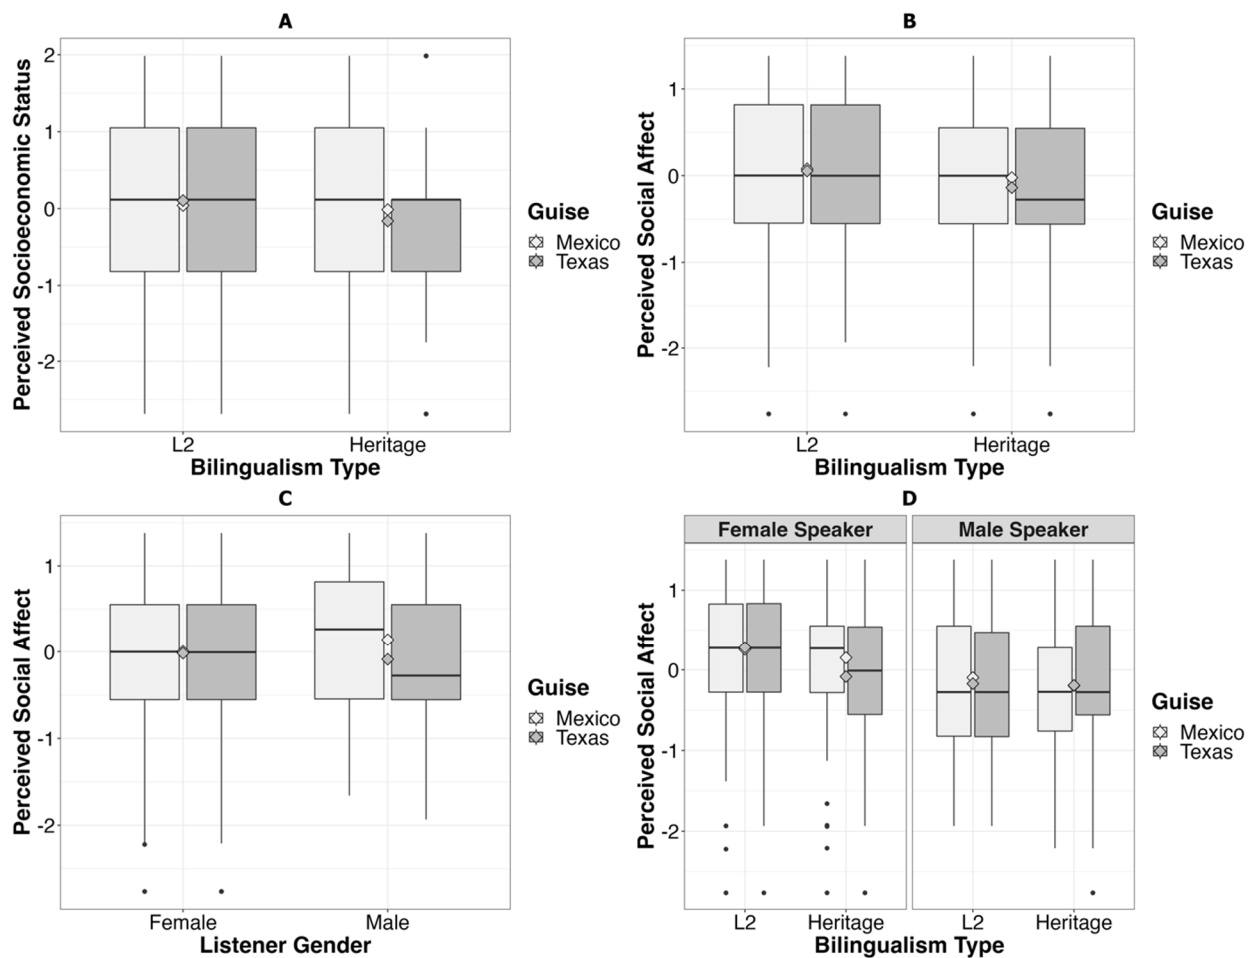 A
Perceived Socioeconomic Status
2
1
0
-1
-2
L2 Heritage
Bilingualism Type
Guise
Mexico
Texas
B
Perceived Social Affect
1
0
-1
-2
L2 Heritage
Bilingualism Type
Guise
Mexico
Texas
C
Perceived Social Affect
1
0
-1
-2
Female Male
Listener Gender
Guise
Mexico
Texas
D
Female Speaker Male Speaker
Perceived Social Affect
1
0
-1
-2
L2 Heritage L2 Heritage
Bilingualism Type
Guise
Mexico
Texas